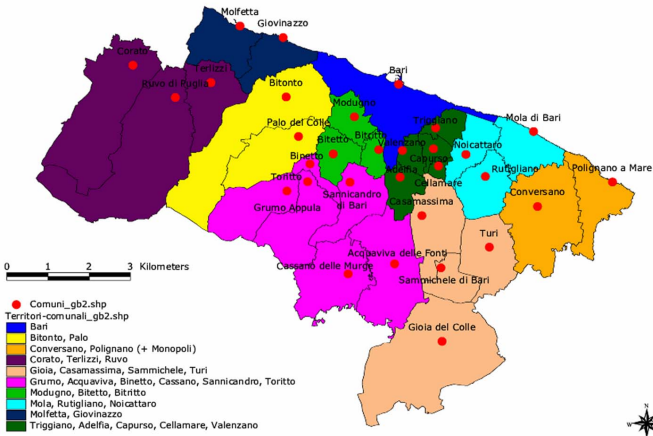 Molfetta
Giovinazzo
Corato
Terlizzi
Ruvo di Puglia
Bitonto
Bari
Modugno
Palo del Colle
Triggiano
Mola di Bari
Bitetto
Bitritto
Valenzano
Noicattaro
Binetto
Capurso
Adelfia
Rutigliano
Polignano a Mare
Toritto
Cellamare
Grumo Appula
Sannicandro
di Bari
Casamassima
Conversano
Turi
Acquaviva delle Fonti
Cassano delle Murge
Sammichele di Bari
Gioia del Colle
0 1 2 3 Kilometers
Comuni_gb2.shp
Territori-comunali_gb2.shp
Bari
Bitonto, Palo
Conversano, Polignano (+ Monopoli)
Corato, Terlizzi, Ruvo
Gioia, Casamassima, Sammichele, Turi
Grumo, Acquaviva, Binetto, Cassano, Sannicandro, Toritto
Modugno, Bitetto, Bitritto
Mola, Rutigliano, Noicattaro
Molfetta, Giovinazzo
Triggiano, Adelfia, Capurso, Cellamare, Valenzano
N
W
E
S